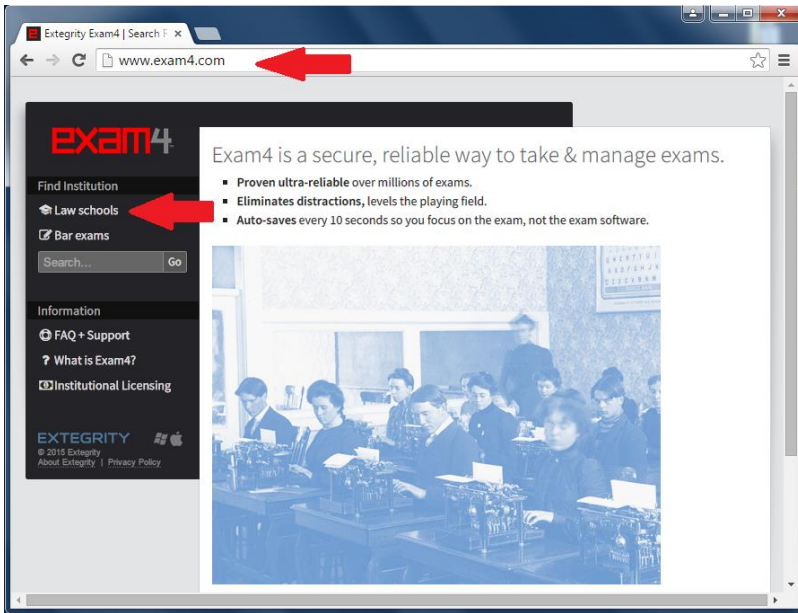 Extegrity Exam4 | Search F
www.exam4.com
exam4
Find Institution
Law schools
Bar exams
Search...
Go
Information
FAQ + Support
? What is Exam4?
Institutional Licensing
EXTEGRITY
© 2015 Extegrity
About Extegrity | Privacy Policy
Exam4 is a secure, reliable way to take & manage exams.
Proven ultra-reliable over millions of exams.
Eliminates distractions, levels the playing field.
Auto-saves every 10 seconds so you focus on the exam, not the exam software.